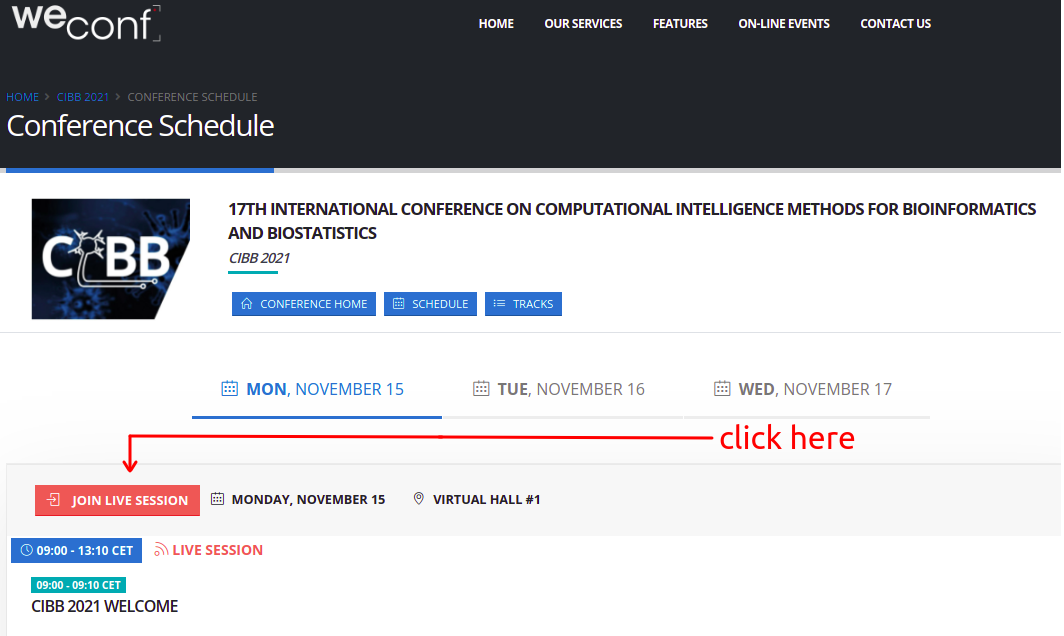 weconf
HOME OUR SERVICES FEATURES ON-LINE EVENTS CONTACT US
HOME > CIBB 2021 > CONFERENCE SCHEDULE
Conference Schedule
CIBB
17TH INTERNATIONAL CONFERENCE ON COMPUTATIONAL INTELLIGENCE METHODS FOR BIOINFORMATICS
AND BIOSTATISTICS
CIBB 2021
CONFERENCE HOME SCHEDULE TRACKS
MON, NOVEMBER 15 TUE, NOVEMBER 16 WED, NOVEMBER 17
click here
JOIN LIVE SESSION MONDAY, NOVEMBER 15 VIRTUAL HALL #1
09:00 - 13:10 CET LIVE SESSION
09:00 - 09:10 CET
CIBB 2021 WELCOME